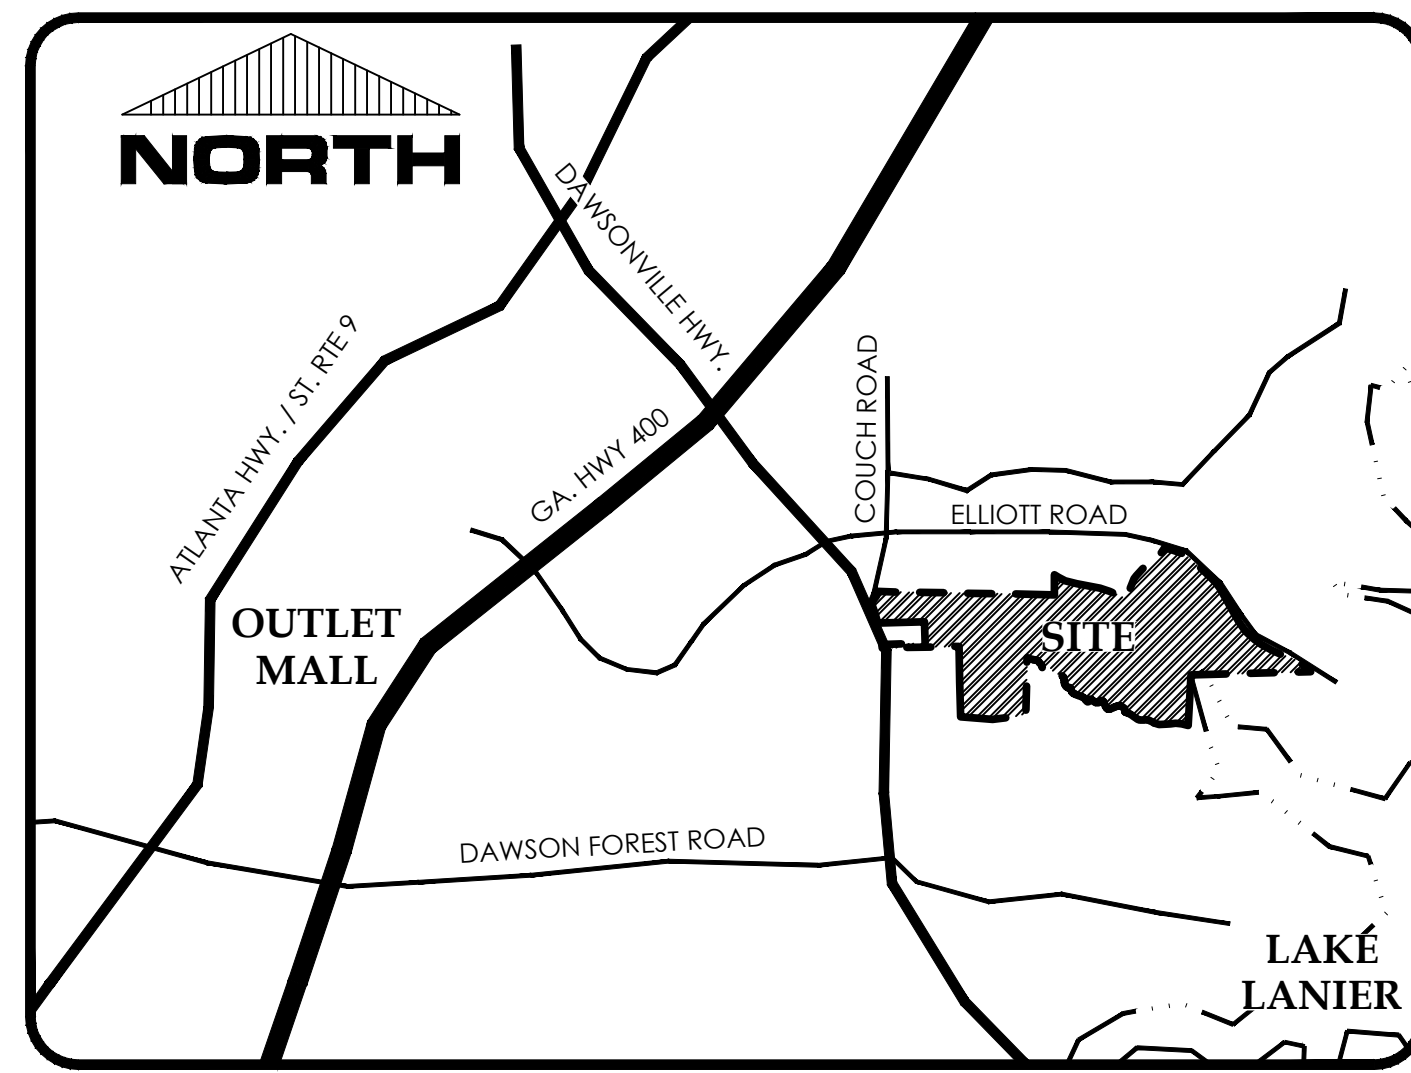 NORTH
DAWSONVILLE HWY.
ATLANTA HWY. / ST. RTE 9
GA. HWY 400
COUCH ROAD
ELLIOTT ROAD
OUTLET
MALL
SITE
DAWSON FOREST ROAD
LAKE
LANIER